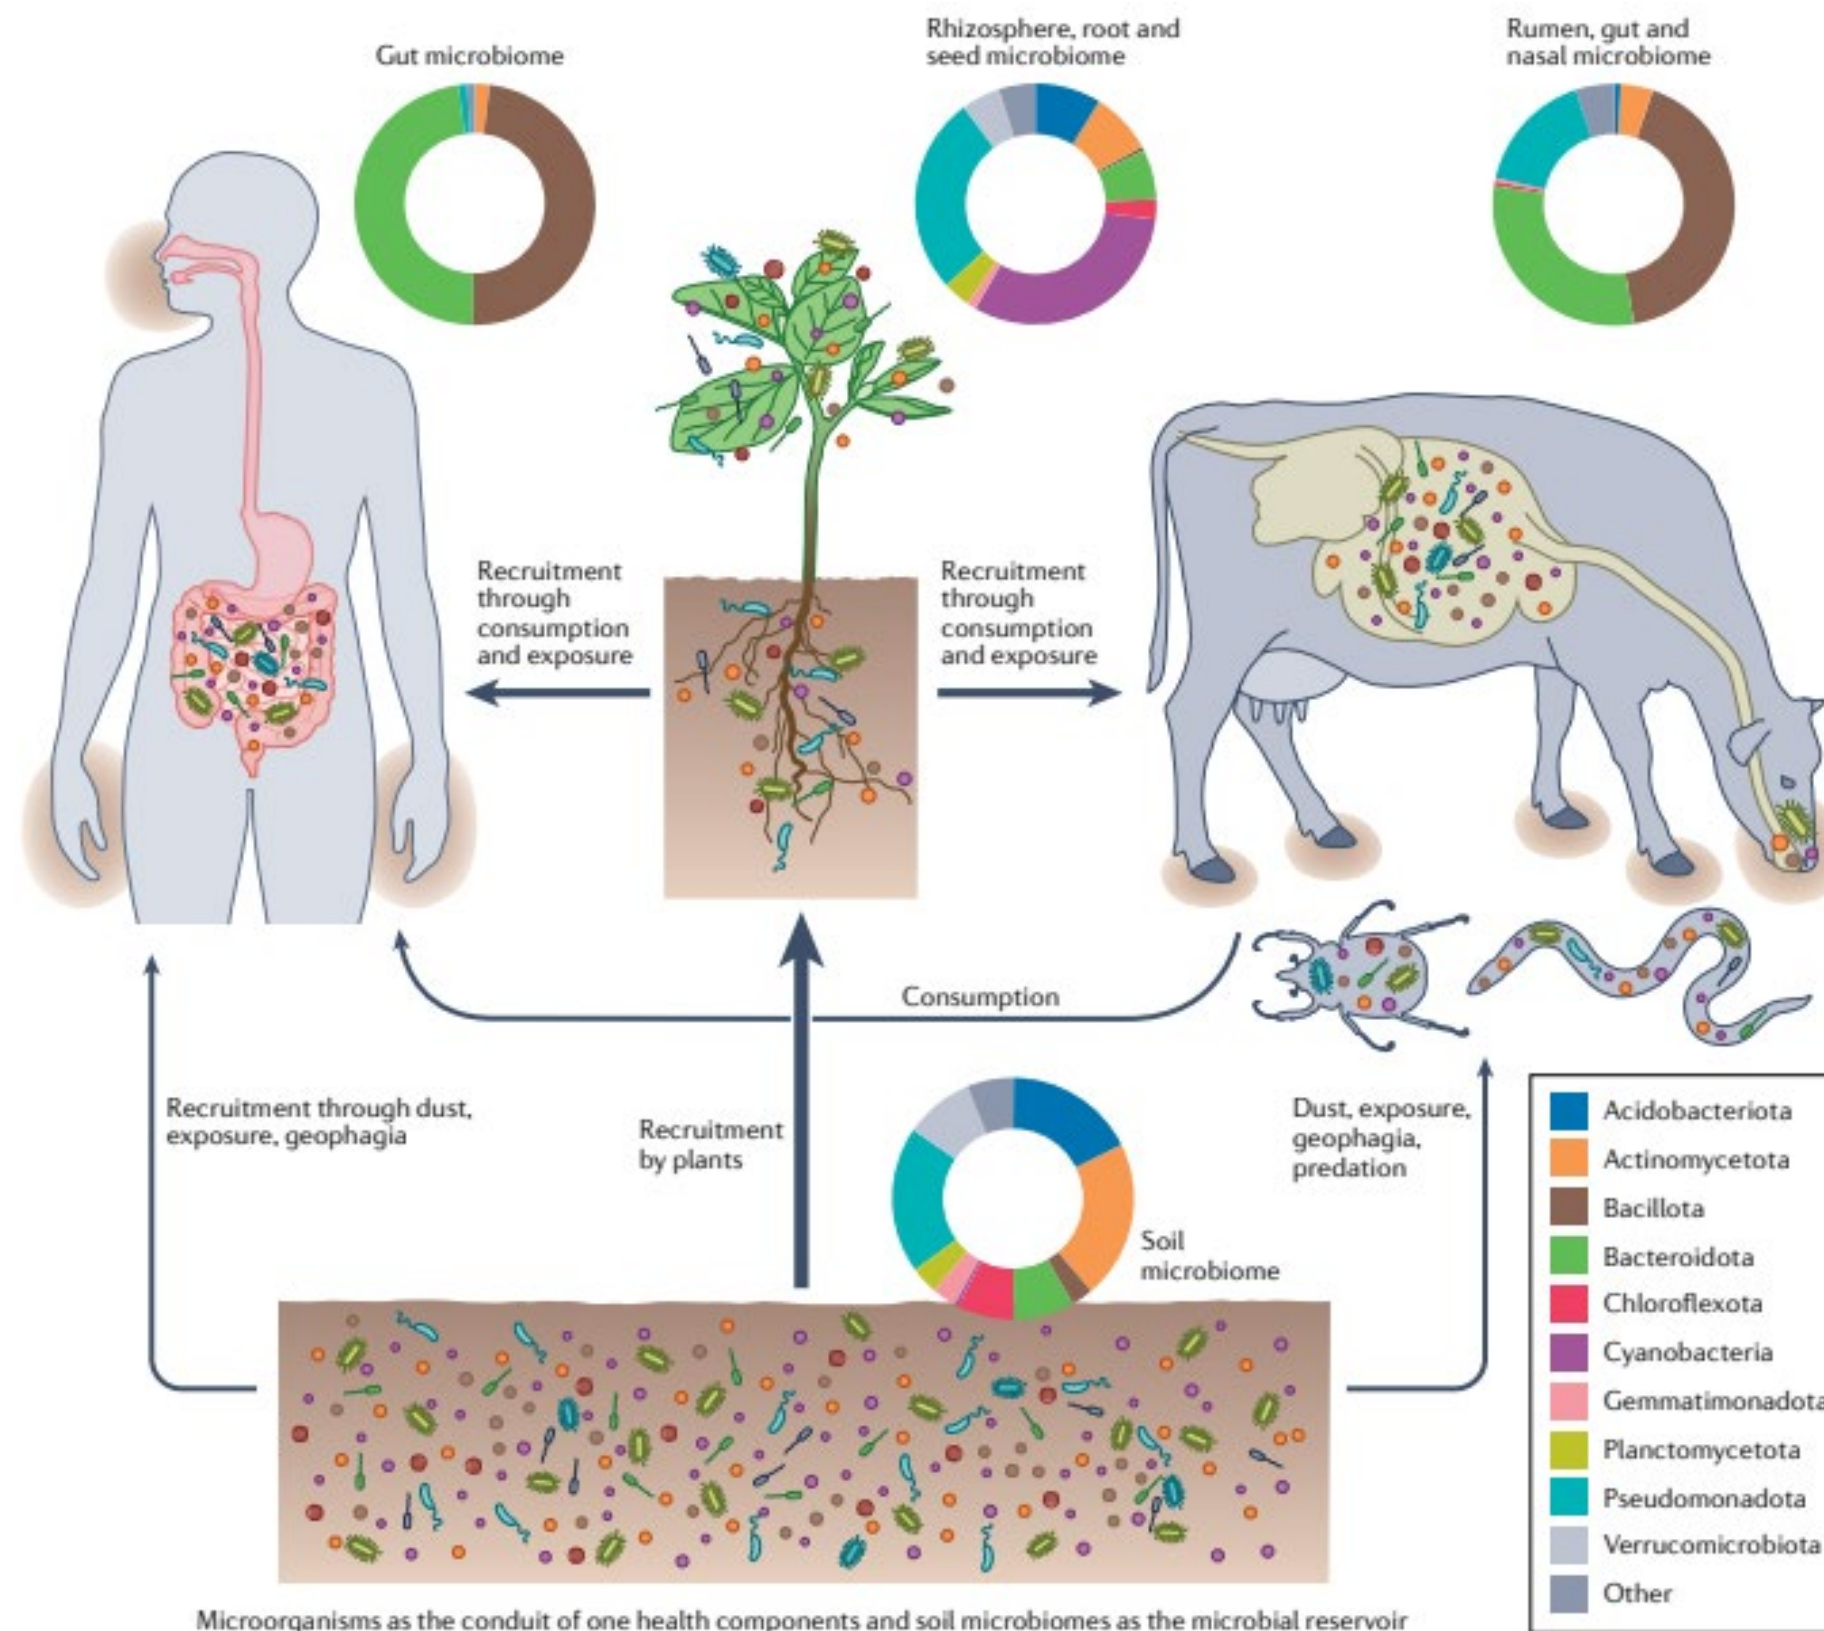 Gut microbiome
Rhizosphere, root and
seed microbiome
Rumen, gut and
nasal microbiome
Recruitment
through
consumption
and exposure
Recruitment
through
consumption
and exposure
Consumption
Recruitment through dust,
exposure, geophagia
Recruitment
by plants
Dust, exposure,
geophagia,
predation
Soil
microbiome
Acidobacteriota
Actinomycetota
Bacillota
Bacteroidota
Chloroflexota
Cyanobacteria
Gemmatimonadota
Planctomycetota
Pseudomonadota
Verrucomicrobiota
Other
Microorganisms as the conduit of one health components and soil microbiomes as the microbial reservoir